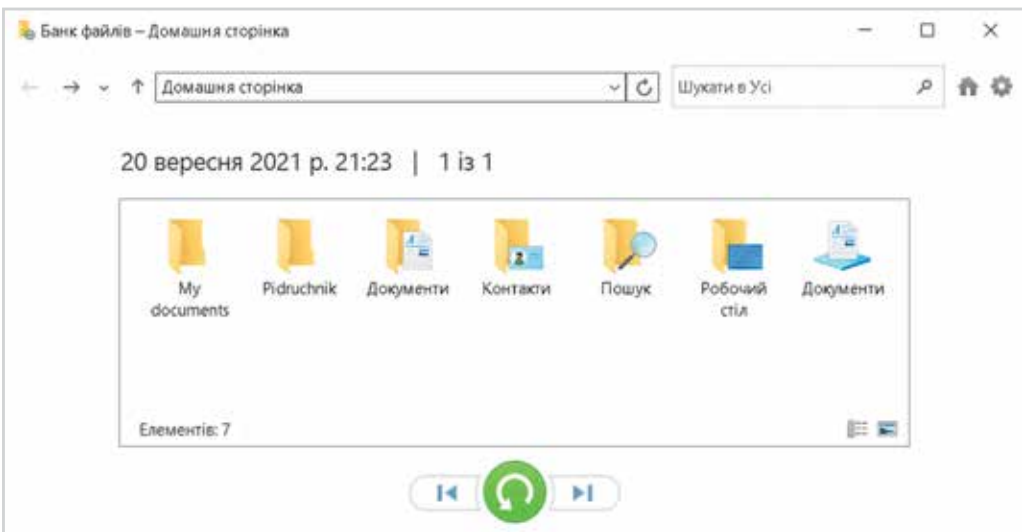 Банк файлів – Домашня сторінка
Домашня сторінка
Шукати в Усі
20 вересня 2021 р. 21:23 | 1 із 1
My documents
Pidruchnik
Документи
Контакти
Пошук
Робочий стіл
Документи
Елементів: 7